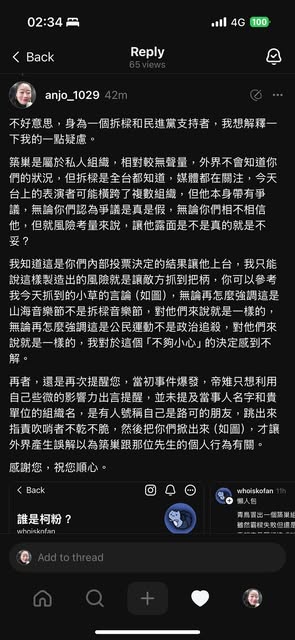 02:34
4G
100
Back
Reply
65 views
anjo_1029 42m
不好意思，身為一個拆樑和民進黨支持者，我想解釋一
下我的一點疑慮。
築巢是屬於私人組織，相對較無聲量，外界不會知道你
們的狀況，但拆樑是全台都知道，媒體都在關注，今天
台上的表演者可能橫跨了複數組織，但他本身帶有爭
議，無論你們認為爭議是真是假，無論你們相不相信
他，但就風險考量來說，讓他露面是不是真的就是不
妥？
我知道這是你們內部投票決定的結果讓他上台，我只能
說這樣製造出的風險就是讓敵方抓到把柄，你可以參考
我今天抓到的小草的言論 (如圖)，無論再怎麼強調這是
山海音樂節不是拆樑音樂節，對他們來說就是一樣的，
無論再怎麼強調這是公民運動不是政治追殺，對他們來
說就是一樣的，我對於這個「不夠小心」的決定感到不
解。
再者，還是再次提醒您，當初事件爆發，帝雉只想利用
自己些微的影響力出言提醒，並未提及當事人名字和貴
單位的組織名，是有人號稱自己是路可的朋友，跳出來
指責吹哨者不乾不脆，然後把你們掀出來 (如圖)，才讓
外界產生誤解以為築巢跟那位先生的個人行為有關。
感謝您，祝您順心。
Back
誰是柯粉？
whoiskofan
whoiskofan 11h
懶人包
Add to thread